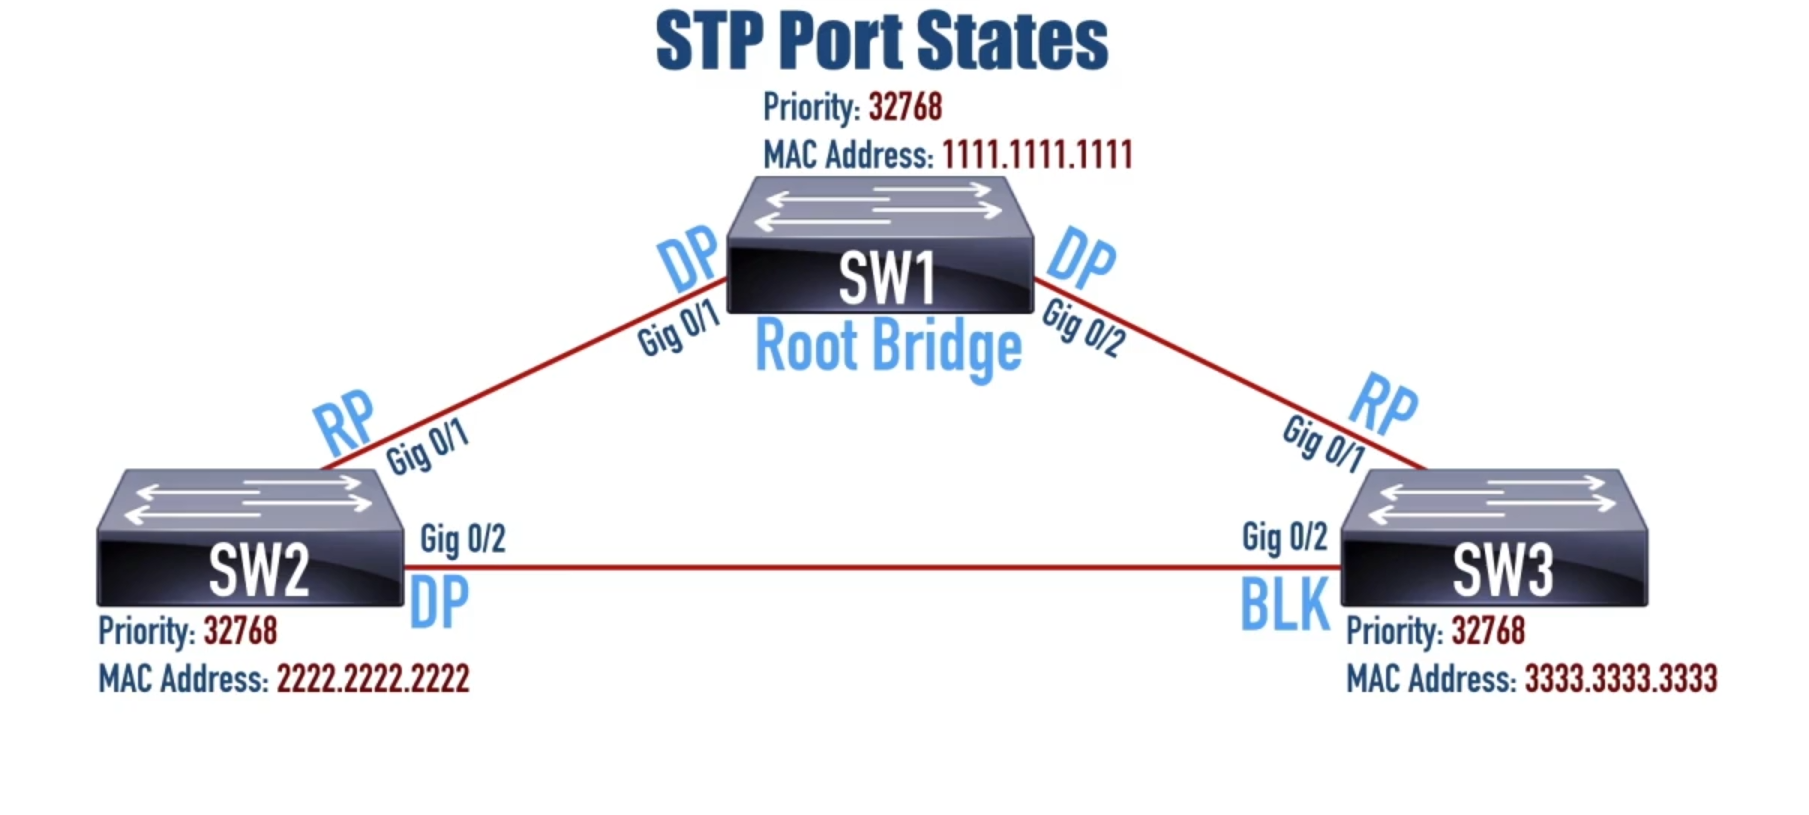 STP Port States
Priority: 32768
MAC Address: 1111.1111.1111
DP
DP
SW1
Gig 0/1
Gig 0/2
Root Bridge
RP
RP
Gig 0/1
Gig 0/1
Gig 0/2
Gig 0/2
SW2
SW3
DP
BLK
Priority: 32768
MAC Address: 2222.2222.2222
Priority: 32768
MAC Address: 3333.3333.3333